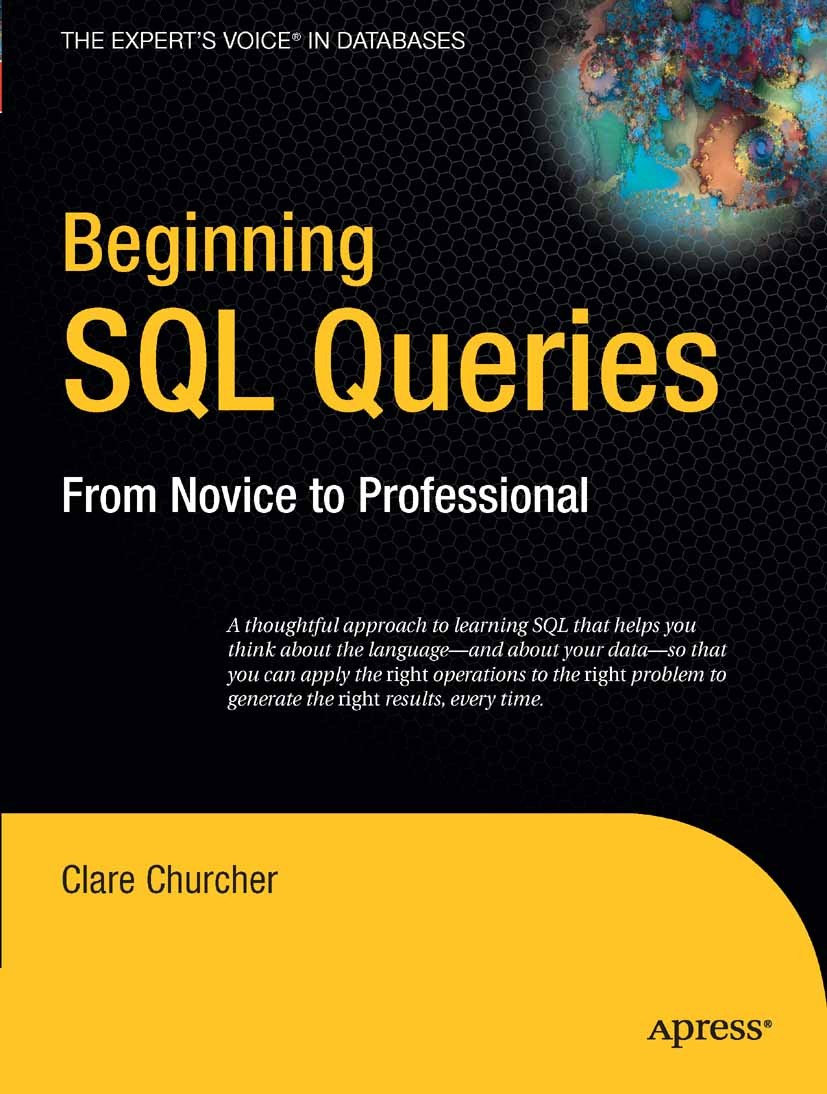 THE EXPERT'S VOICE® IN DATABASES
Beginning
SQL Queries
From Novice to Professional
A thoughtful approach to learning SQL that helps you
think about the language—and about your data—so that
you can apply the right operations to the right problem to
generate the right results, every time.
Clare Churcher
Apress®